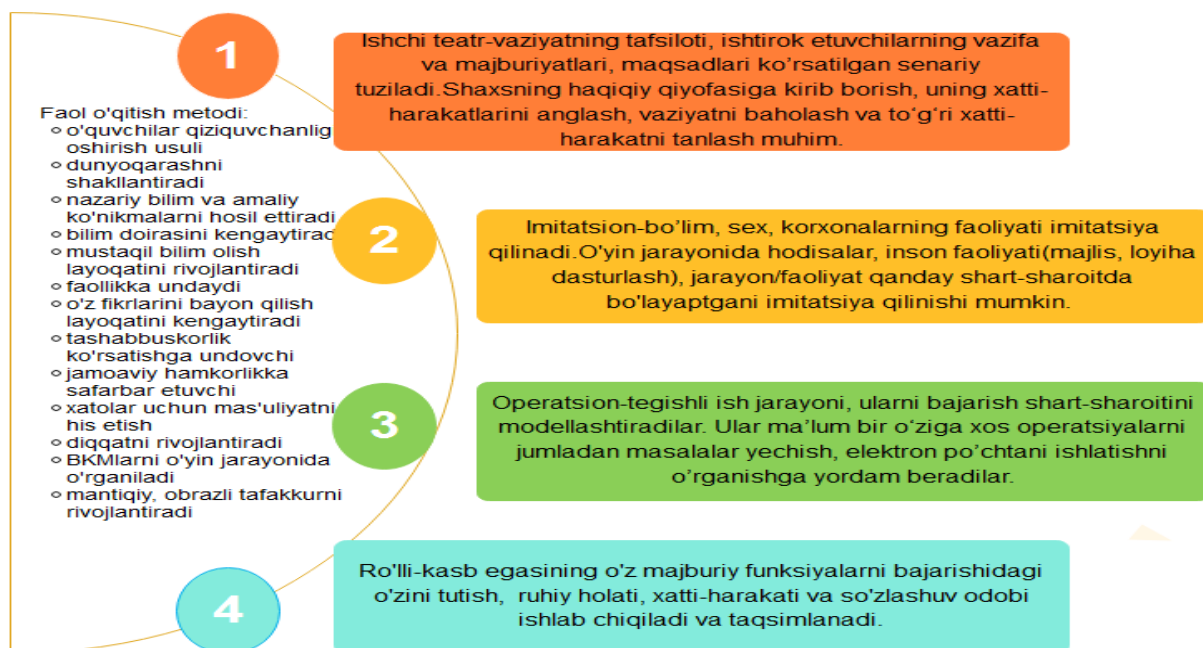 1
Ishchi teatr-vaziyatning tafsiloti, ishtirok etuvchilarning vazifa
va majburiyatlari, maqsadlari ko’rsatilgan senariy
tuziladi.Shaxsning haqiqiy qiyofasiga kirib borish, uning xatti-
harakatlarini anglash, vaziyatni baholash va to‘g‘ri xatti-
harakatni tanlash muhim.
Faol o'qitish metodi:
o'quvchilar qiziquvchanlig
oshirish usuli
dunyoqarashni
shakllantiradi
nazariy bilim va amaliy
ko'nikmalarni hosil ettiradi
bilim doirasini kengaytirad
mustaqil bilim olish
layoqatini rivojlantiradi
faollikka undaydi
o'z fikrlarini bayon qilish
layoqatini kengaytiradi
tashabbuskorlik
ko'rsatishga undovchi
jamoaviy hamkorlikka
safarbar etuvchi
xatolar uchun mas'uliyatni
his etish
diqqatni rivojlantiradi
BKMlarni o'yin jarayonida
o'rganiladi
mantiqiy, obrazli tafakkurni
rivojlantiradi
2
Imitatsion-bo’lim, sex, korxonalarning faoliyati imitatsiya
qilinadi.O'yin jarayonida hodisalar, inson faoliyati(majlis, loyiha
dasturlash), jarayon/faoliyat qanday shart-sharoitda
bo'layaptgani imitatsiya qilinishi mumkin.
3
Operatsion-tegishli ish jarayoni, ularni bajarish shart-sharoitini
modellashtiradilar. Ular ma’lum bir o‘ziga xos operatsiyalarni
jumladan masalalar yechish, elektron po’chtani ishlatishni
o’rganishga yordam beradilar.
4
Ro'lli-kasb egasining o'z majburiy funksiyalarni bajarishidagi
o'zini tutish, ruhiy holati, xatti-harakati va so'zlashuv odobi
ishlab chiqiladi va taqsimlanadi.